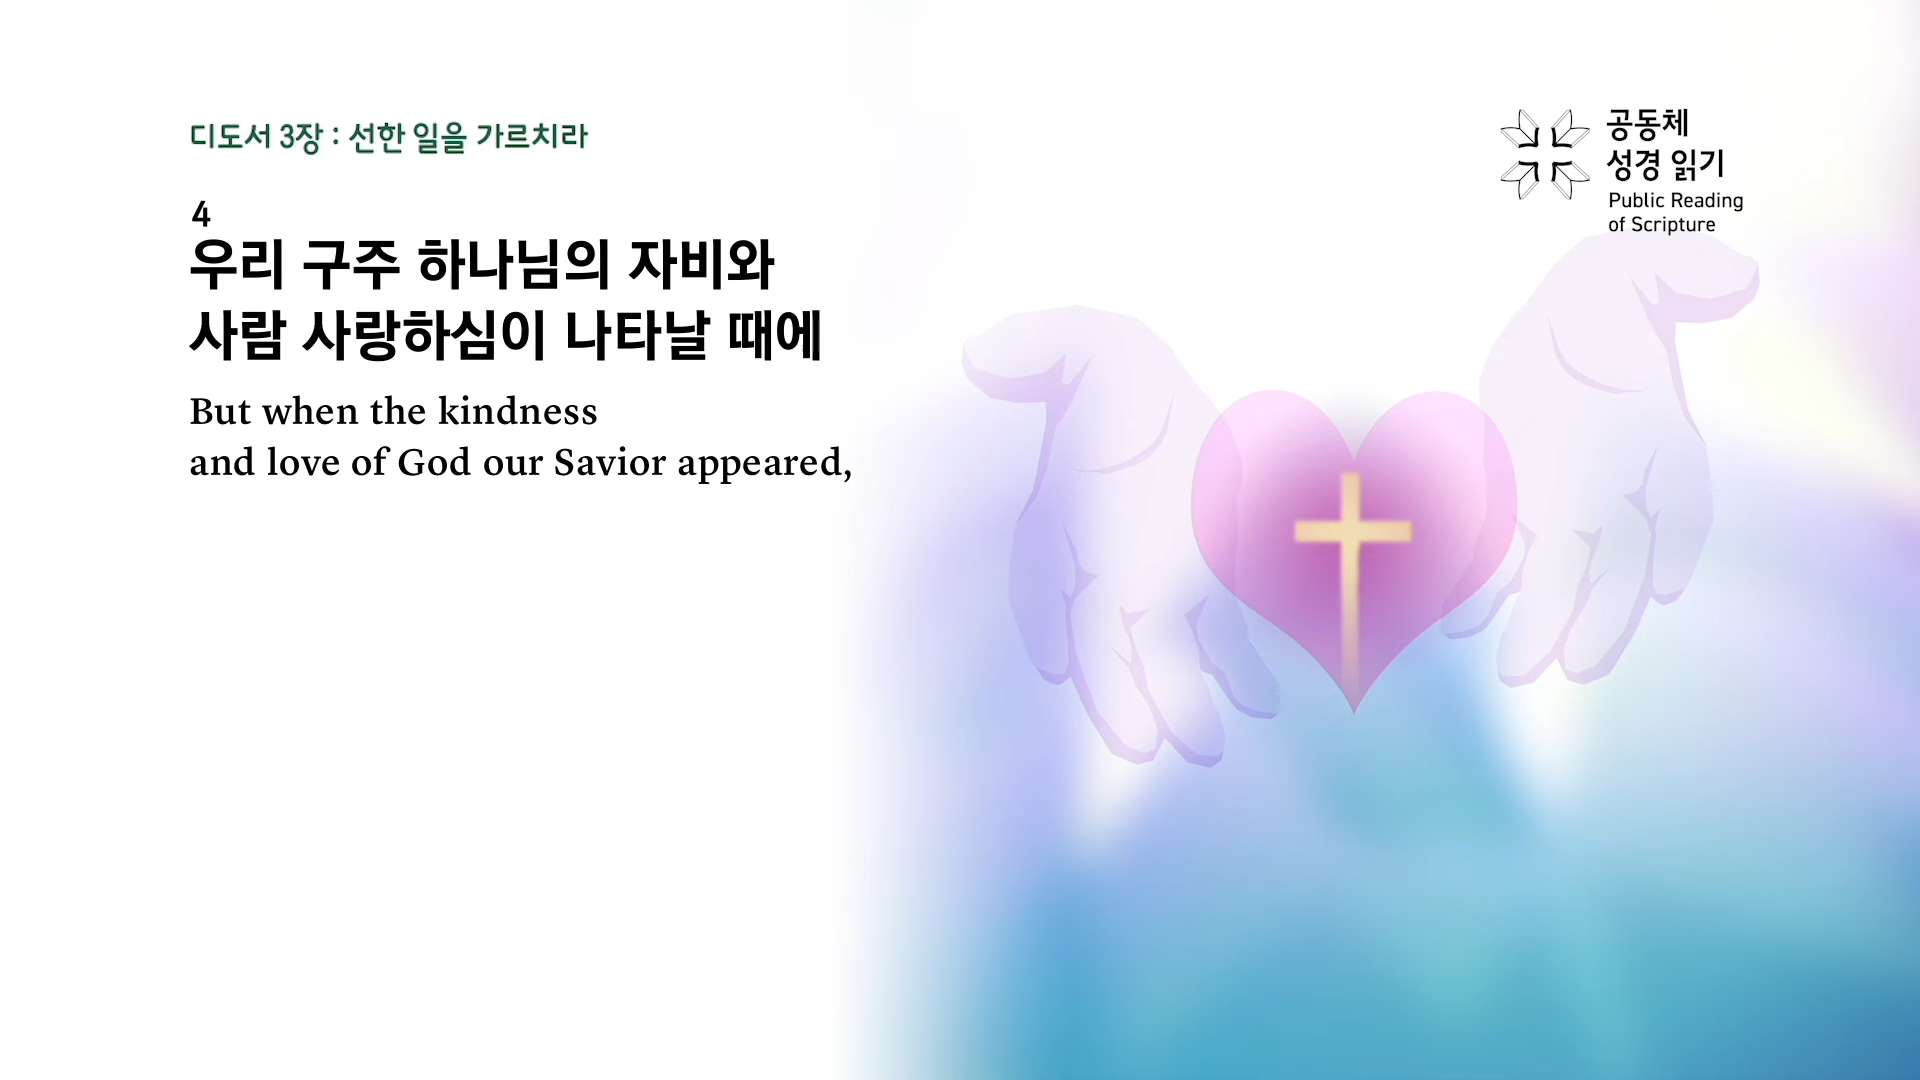 디도서 3장 : 선한 일을 가르치라
4
우리 구주 하나님의 자비와
사람 사랑하심이 나타날 때에
But when the kindness
and love of God our Savior appeared,
공동체
성경 읽기
Public Reading
of Scripture